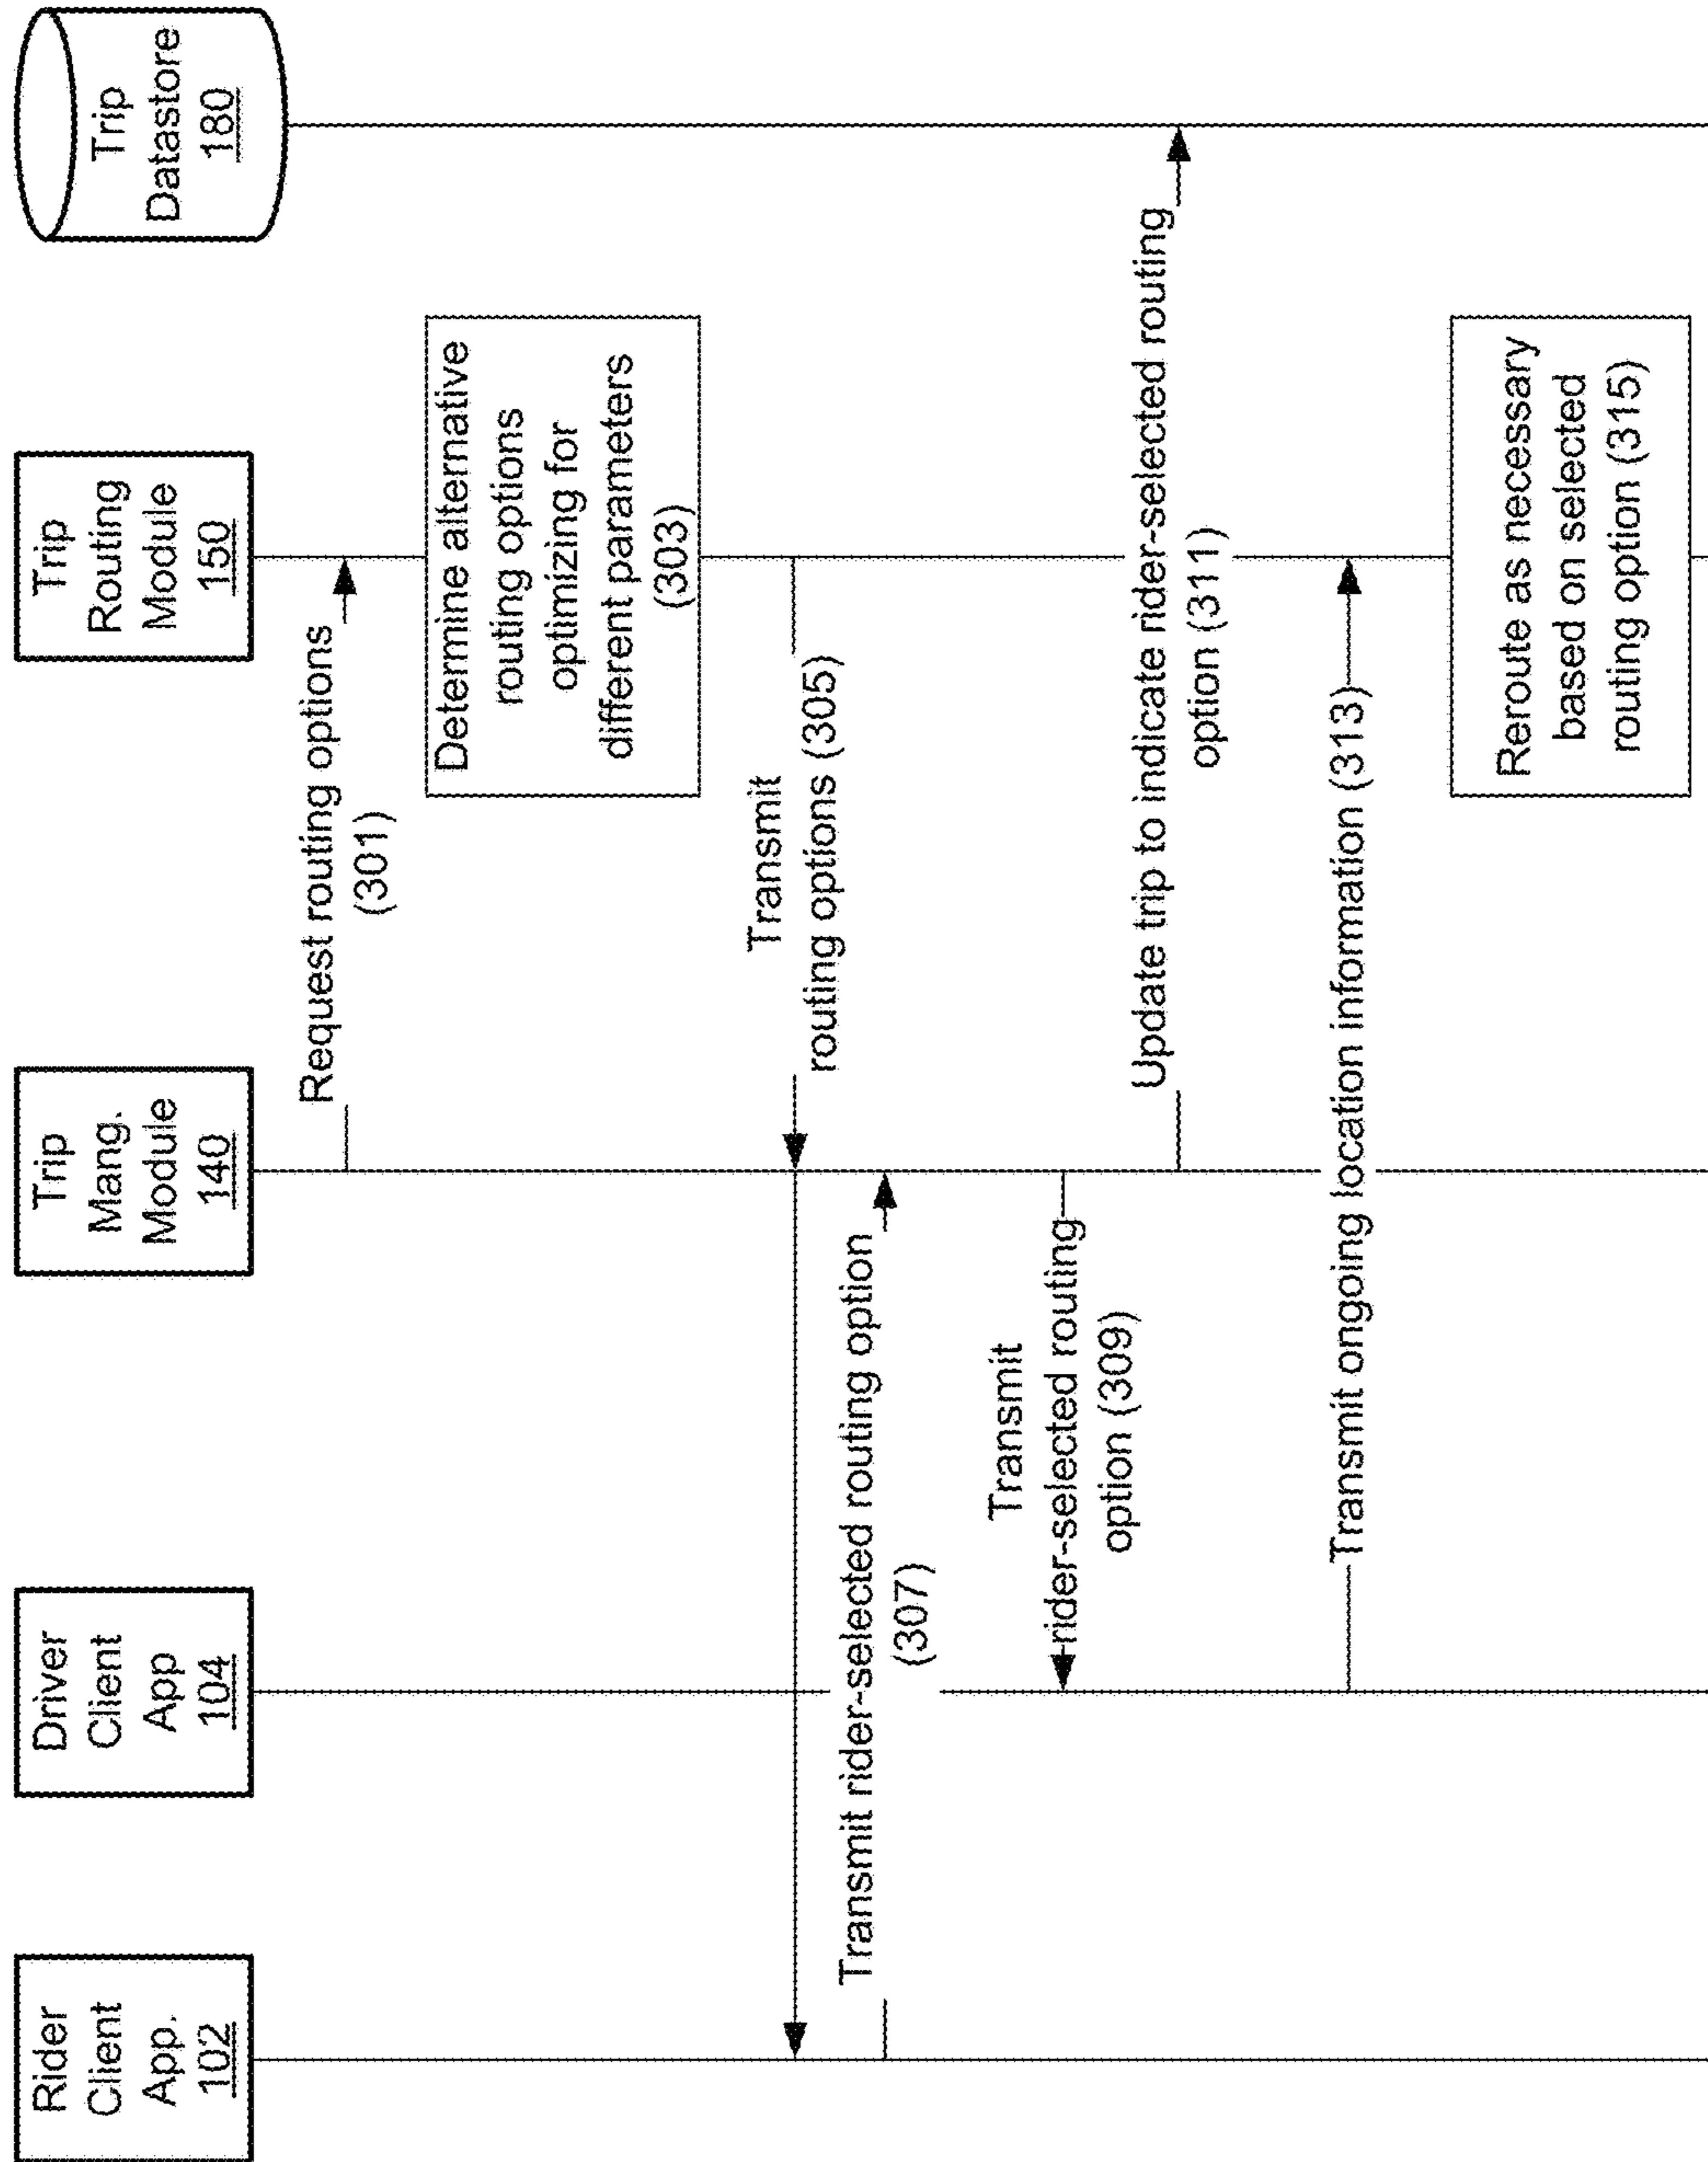 Rider
Client
App.
102
Driver
Client
App
104
Trip
Mang.
Module
140
Trip
Routing
Module
150
Trip
Datastore
180
Request routing options
(301)
Determine alternative
routing options
optimizing for
different parameters
(303)
Transmit
routing options (305)
Transmit rider-selected routing option
(307)
Transmit
rider-selected routing
option (309)
Update trip to indicate rider-selected routing
option (311)
Transmit ongoing location information (313)
Reroute as necessary
based on selected
routing option (315)